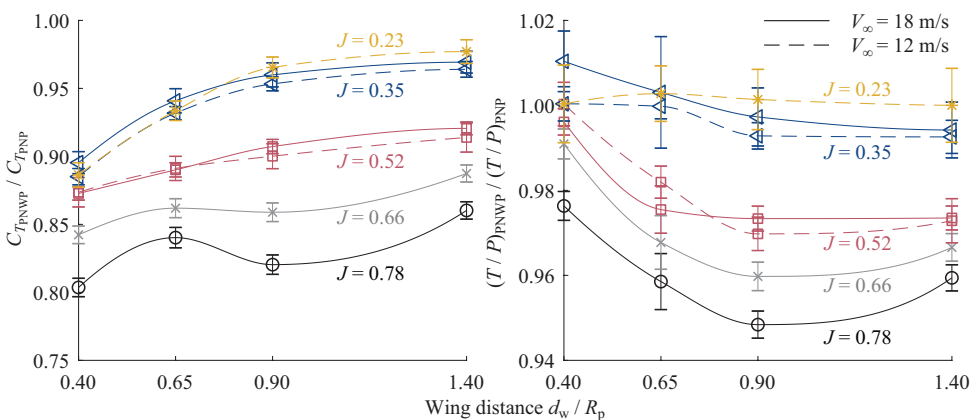 1.00
0.95
0.90
0.85
0.80
0.75
0.40
0.65
0.90
1.40
C_{T_{PNWP}} / C_{T_{PNP}}
J = 0.23
J = 0.35
J = 0.52
J = 0.66
J = 0.78
1.02
1.00
0.98
0.96
0.94
0.40
0.65
0.90
1.40
(T / P)_{PNWP} / (T / P)_{PNP}
V_∞ = 18 m/s
V_∞ = 12 m/s
J = 0.23
J = 0.35
J = 0.52
J = 0.66
J = 0.78
Wing distance d_w / R_p